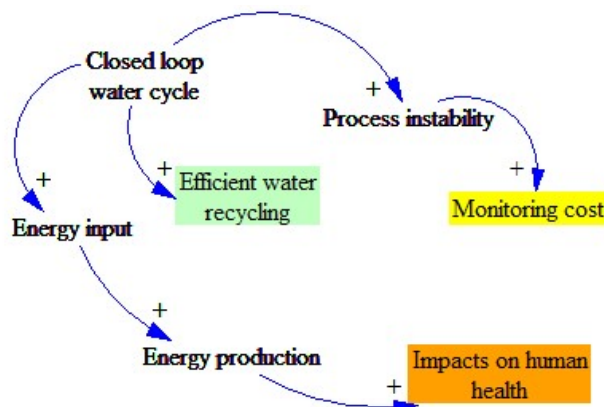 Closed loop
water cycle
+
Process instability
+
+
Efficient water
recycling
+
Monitoring cost
Energy input
+
Energy production
Impacts on human
health
+